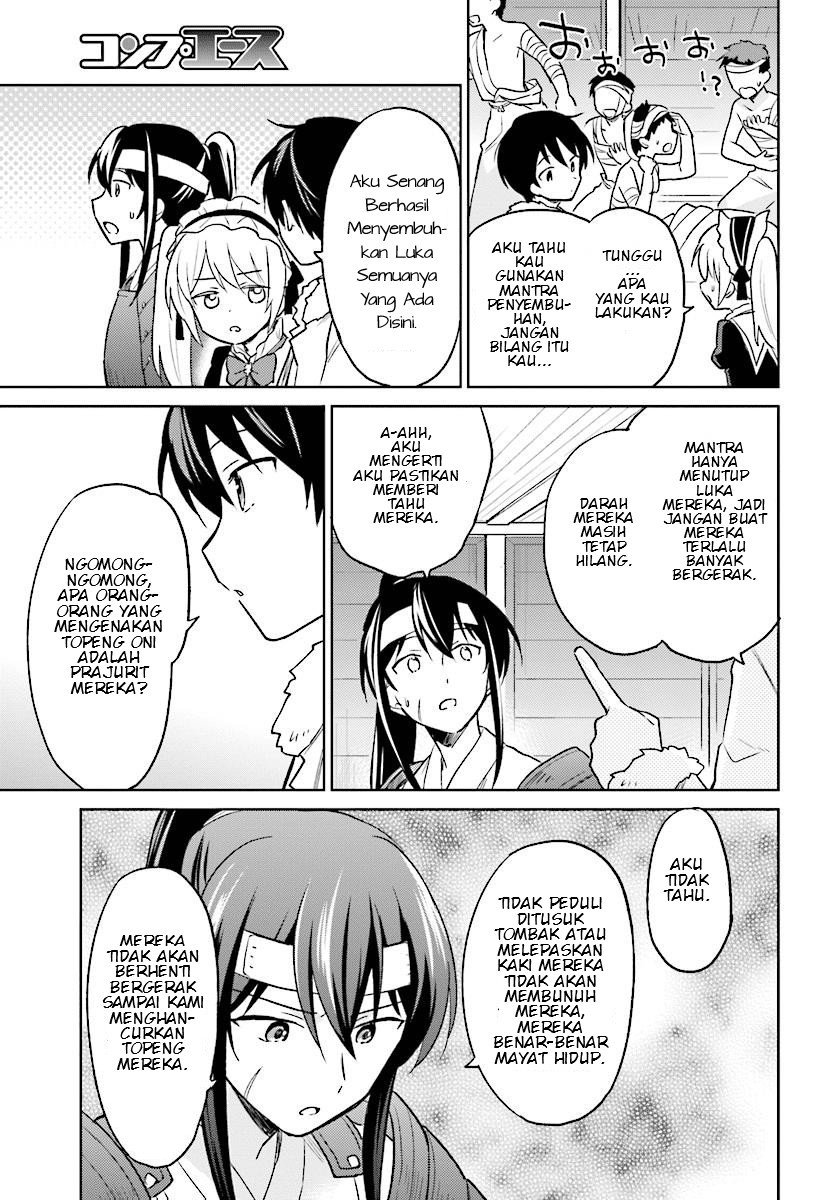 コンプエース
お
お
お
お
!?
TUNGGU
...
APA
YANG KAU
LAKUKAN?
AKU TAHU
KAU
GUNAKAN
MANTRA
PENYEMBU-
HAN,
JANGAN
BILANG ITU
KAU...
Aku Senang
Berhasil
Menyembuh-
kan Luka
Semuanya
Yang Ada
Disini.
MANTRA
HANYA
MENUTUP
LUKA
MEREKA, JADI
JANGAN BUAT
MEREKA
TERLALU
BANYAK
BERGERAK.
DARAH
MEREKA
MASIH
TETAP
HILANG.
A-AHH,
AKU
MENGERTI
AKU PASTIKAN
MEMBERI
TAHU
MEREKA.
NGOMONG-
NGOMONG,
APA ORANG-
ORANG YANG
MENGENAKAN
TOPENG ONI
ADALAH
PRAJURIT
MEREKA?
AKU
TIDAK
TAHU.
TIDAK PEDULI
DITUSUK
TOMBAK ATAU
MELEPASKAN
KAKI MEREKA
TIDAK AKAN
MEMBUNUH
MEREKA,
MEREKA
BENAR-BENAR
MAYAT HIDUP.
MEREKA
TIDAK AKAN
BERHENTI
BERGERAK
SAMPAI KAMI
MENGHAN-
CURKAN
TOPENG
MEREKA.